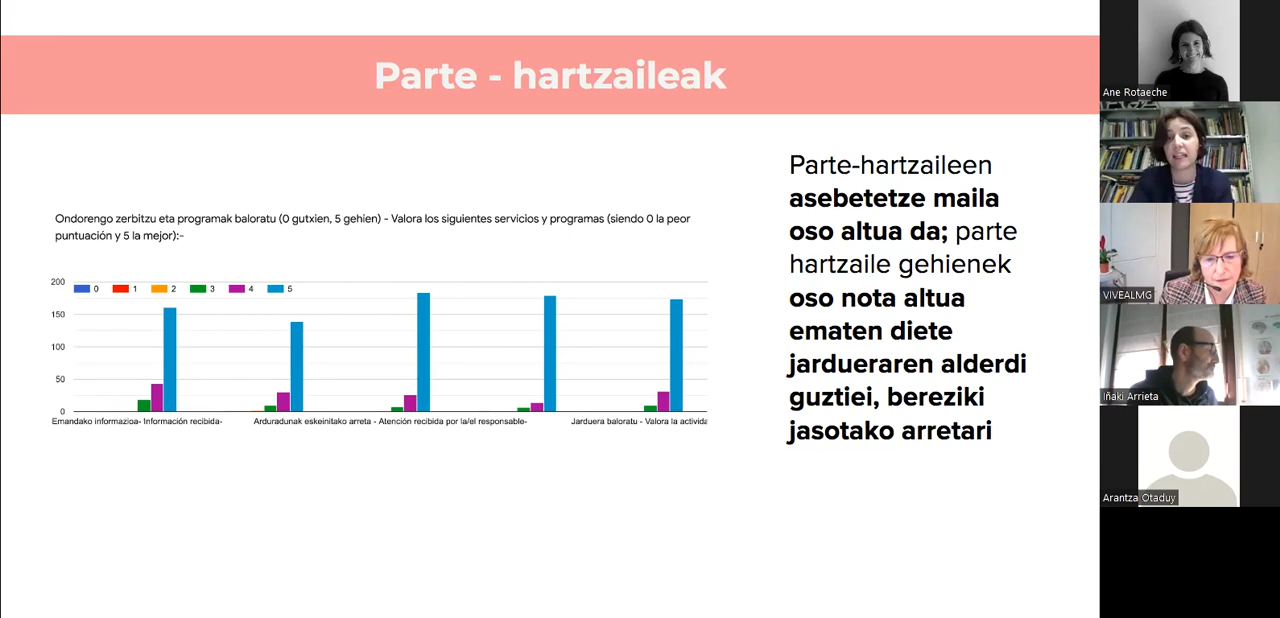 Parte - hartzaileak
Ondorengo zerbitzu eta programak baloratu (0 gutxien, 5 gehien) - Valora los siguientes servicios y programas (siendo 0 la peor
puntuación y 5 la mejor):-
200
0 1 2 3 4 5
150
100
50
0
Emandako informazioa- Información recibida-
Arduradunak eskeinitako arreta - Atención recibida por la/el responsable-
Jarduera baloratu - Valora la activida
Parte-hartzaileen
asebetetze maila
oso altua da; parte
hartzaile gehienek
oso nota altua
ematen diete
jardueraren alderdi
guztiei, bereziki
jasotako arretari
Ane Rotaeche
VIVEALMG
Iñaki Arrieta
Arantza Otaduy